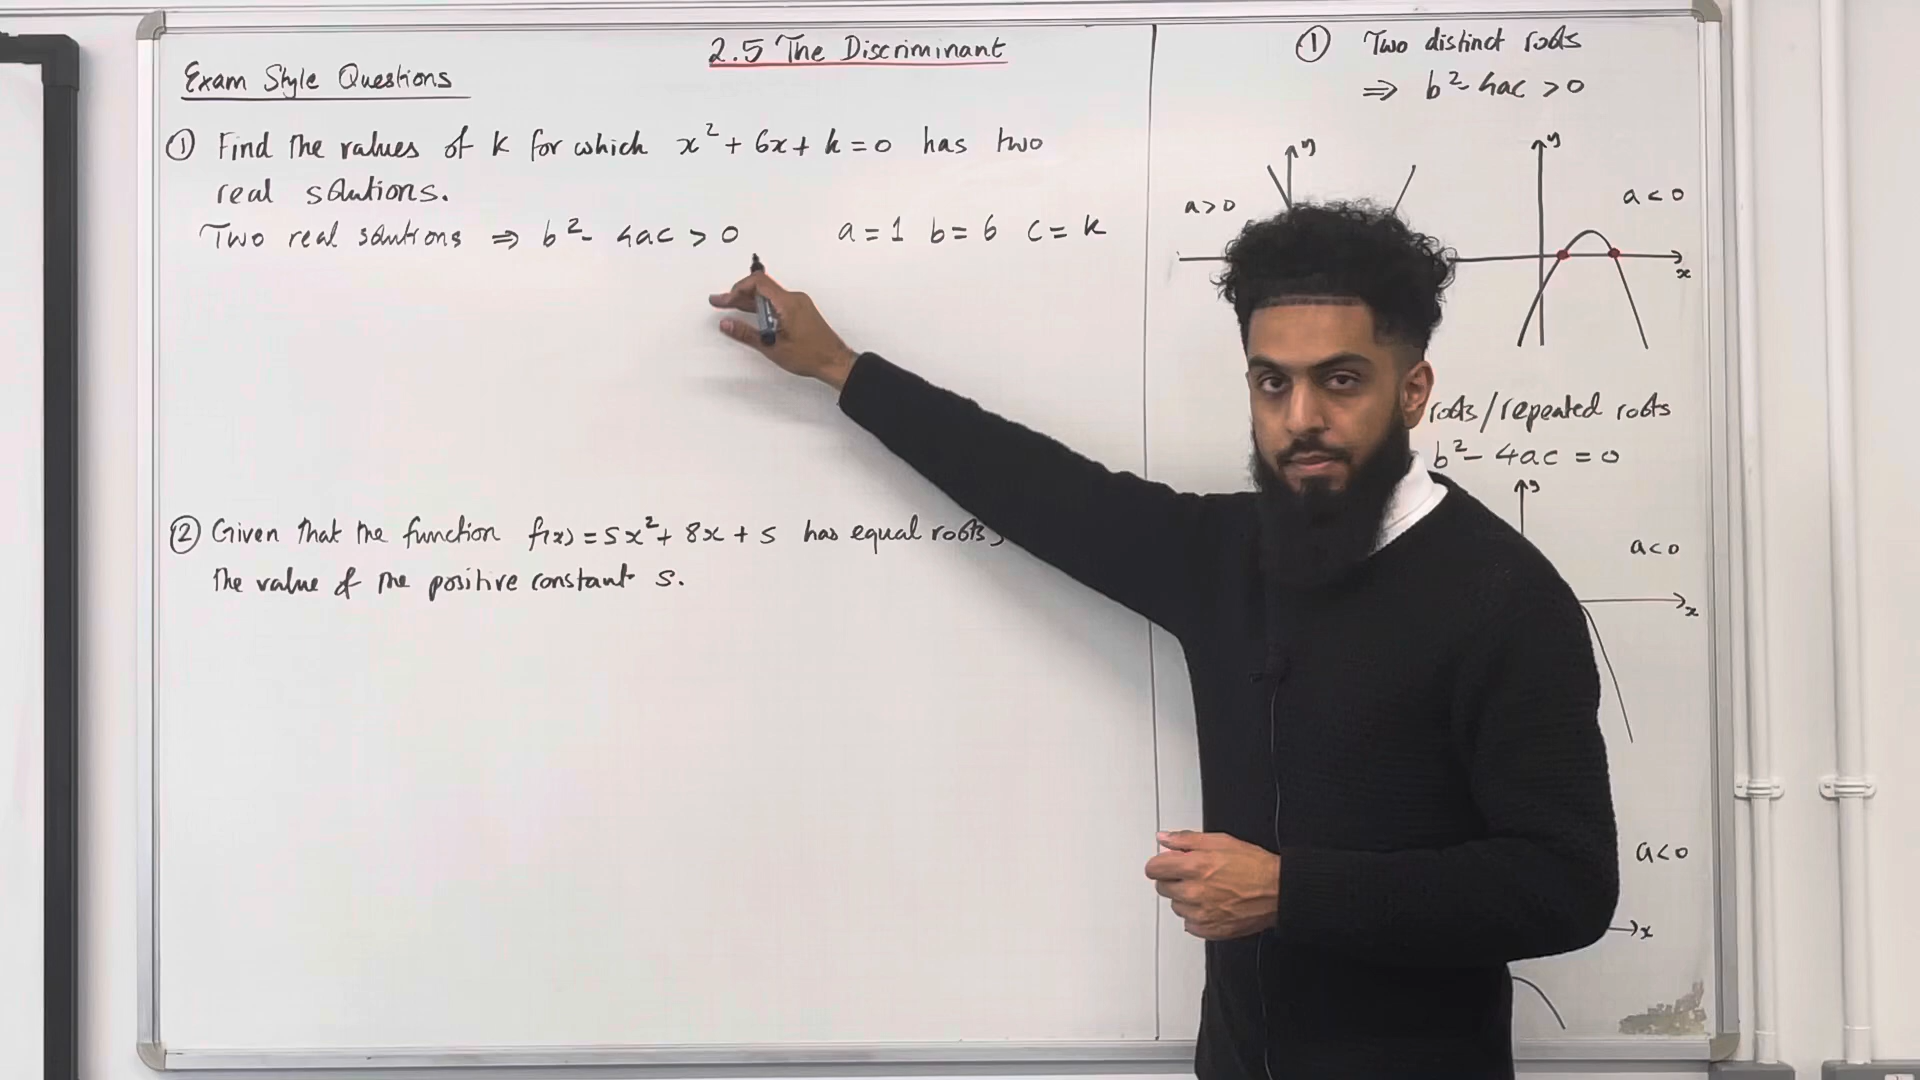 2.5 The Discriminant
Exam Style Questions
① Find the values of k for which x² + 6x + k = 0 has two
real solutions.
Two real solutions ⇒ b² - 4ac > 0 a = 1 b = 6 c = k
② Given that the function f(x) = sx² + 8x + s has equal roots,
the value of the positive constant s.
① Two distinct roots
⇒ b² - 4ac > 0
y
a > 0
y
a < 0
x
roots/repeated roots
b² - 4ac = 0
y
a < 0
x
a < 0
x